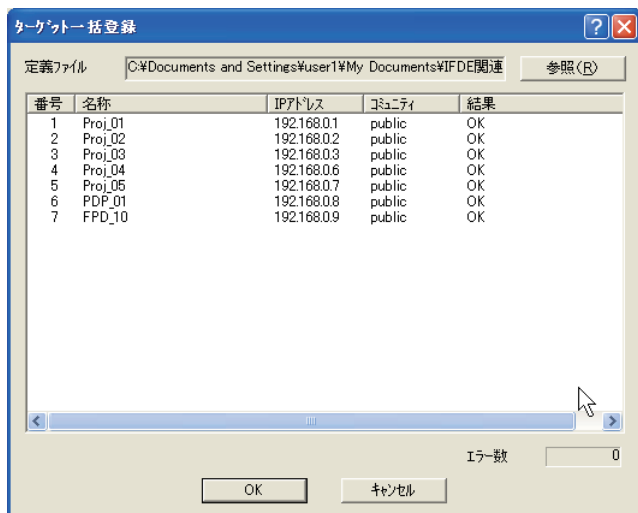 ターゲット一括登録
定義ファイル C:¥Documents and Settings¥user1¥My Documents¥IFDE関連 参照(R)
番号 名称 IPアドレス コミュニティ 結果
1 Proj_01 192.168.0.1 public OK
2 Proj_02 192.168.0.2 public OK
3 Proj_03 192.168.0.3 public OK
4 Proj_04 192.168.0.6 public OK
5 Proj_05 192.168.0.7 public OK
6 PDP_01 192.168.0.8 public OK
7 FPD_10 192.168.0.9 public OK
エラー数 0
OK キャンセル